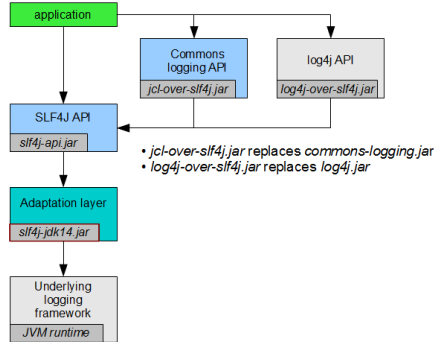 application
Commons
logging API
jcl-over-slf4j.jar
log4j API
log4j-over-slf4j.jar
SLF4J API
slf4j-api.jar
• jcl-over-slf4j.jar replaces commons-logging.jar
• log4j-over-slf4j.jar replaces log4j.jar
Adaptation layer
slf4j-jdk14.jar
Underlying
logging
framework
JVM runtime